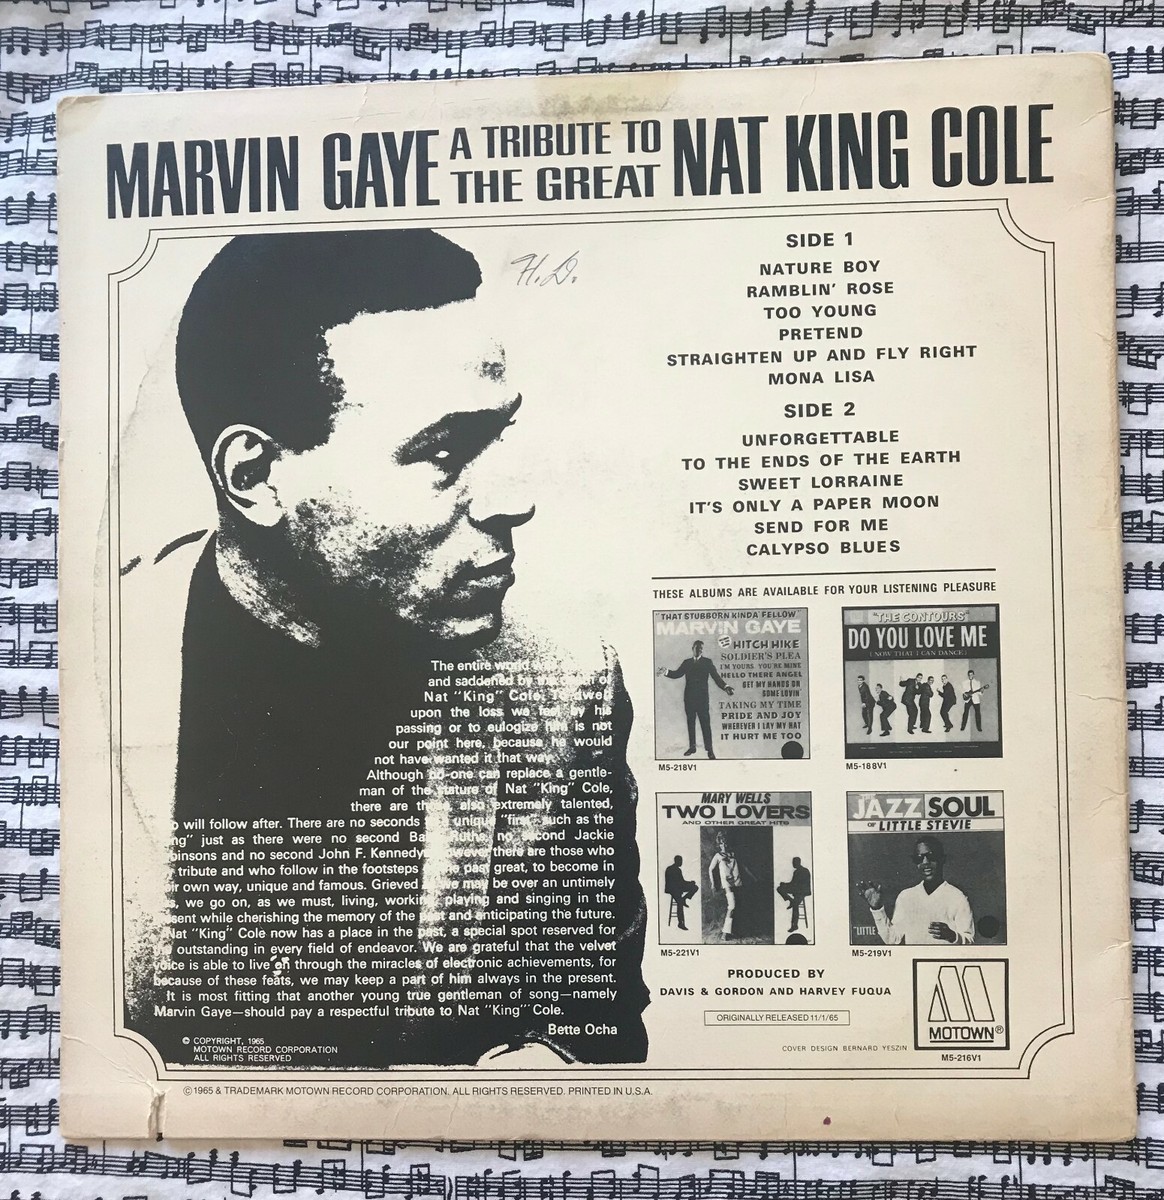 MARVIN GAYE A TRIBUTE TO THE GREAT NAT KING COLE
H.D.
SIDE 1
NATURE BOY
RAMBLIN' ROSE
TOO YOUNG
PRETEND
STRAIGHTEN UP AND FLY RIGHT
MONA LISA
SIDE 2
UNFORGETTABLE
TO THE ENDS OF THE EARTH
SWEET LORRAINE
IT'S ONLY A PAPER MOON
SEND FOR ME
CALYPSO BLUES
The entire world
and saddened by
Nat "King" Cole. To dwell
upon the loss we feel by his
passing or to eulogize him is not
our point here, because he would
not have wanted it that way.
Although no-one can replace a gentle-
man of the stature of Nat "King" Cole,
there are those, also extremely talented,
will follow after. There are no seconds unique "first" such as the
just as there were no second Ruths, no second Jackie
and no second John F. Kennedy However there are those who
tribute and who follow in the footsteps the past great, to become in
own way, unique and famous. Grieved we may be over an untimely
we go on, as we must, living, working, playing and singing in the
while cherishing the memory of the past and anticipating the future.
Nat "King" Cole now has a place in the past, a special spot reserved for
outstanding in every field of endeavor. We are grateful that the velvet
voice is able to live on through the miracles of electronic achievements, for
because of these feats, we may keep a part of him always in the present.
It is most fitting that another young true gentleman of song—namely
Marvin Gaye—should pay a respectful tribute to Nat "King" Cole.
Bette Ocha
© COPYRIGHT, 1965
MOTOWN RECORD CORPORATION
ALL RIGHTS RESERVED
THESE ALBUMS ARE AVAILABLE FOR YOUR LISTENING PLEASURE
"THAT STUBBORN KINDA' FELLOW"
MARVIN GAYE
HITCH HIKE
SOLDIER'S PLEA
I'M YOURS, YOU'RE MINE
HELLO THERE ANGEL
GET MY HANDS ON
SOME LOVIN'
TAKING MY TIME
PRIDE AND JOY
WHEREVER I LAY MY HAT
IT HURT ME TOO
M5-218V1
"THE CONTOURS"
DO YOU LOVE ME
(NOW THAT I CAN DANCE)
M5-188V1
MARY WELLS
TWO LOVERS
AND OTHER GREAT HITS
M5-221V1
JAZZ SOUL
OF LITTLE STEVIE
"LITTLE
M5-219V1
PRODUCED BY
DAVIS & GORDON AND HARVEY FUQUA
ORIGINALLY RELEASED 11/1/65
COVER DESIGN BERNARD YESZIN
MOTOWN®
M5-216V1
©1965 & TRADEMARK MOTOWN RECORD CORPORATION. ALL RIGHTS RESERVED. PRINTED IN U.S.A.